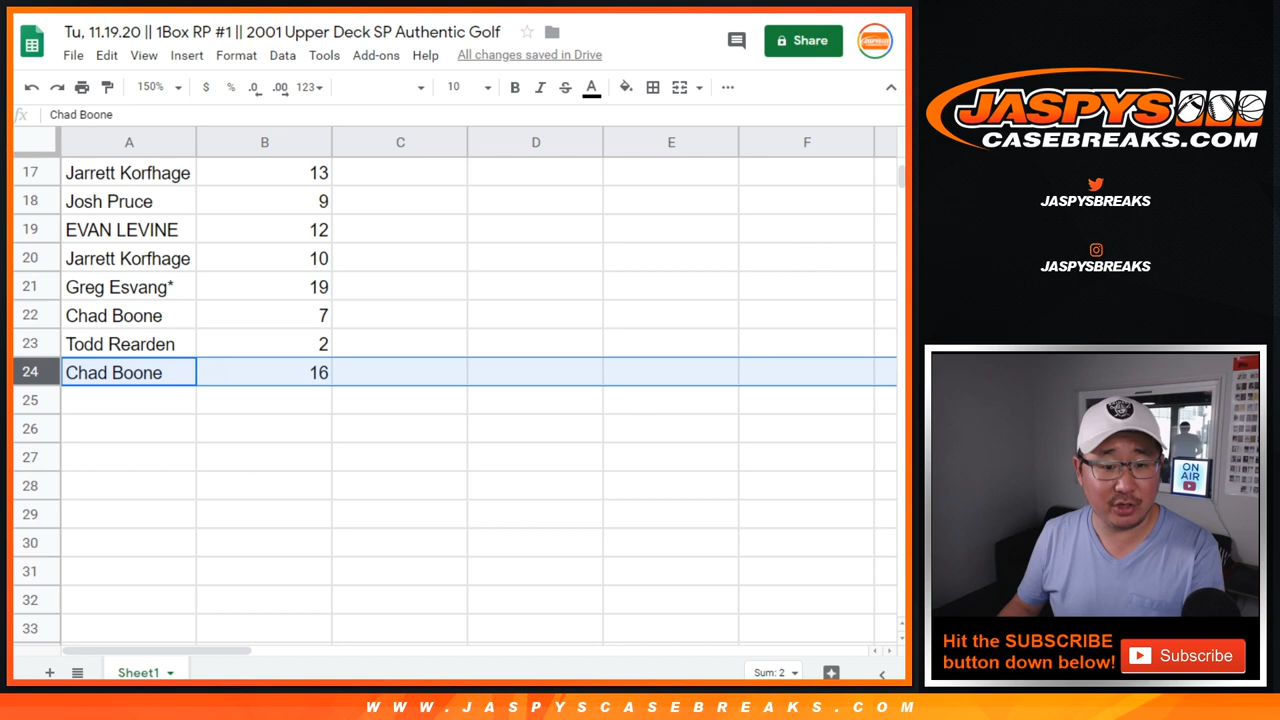 Tu, 11.19.20 || 1Box RP #1 || 2001 Upper Deck SP Authentic Golf
Share
File Edit View Insert Format Data Tools Add-ons Help All changes saved in Drive
150% $ % .0 .00 123 10 B I S A
fx Chad Boone
A B C D E F
17 Jarrett Korfhage 13
18 Josh Pruce 9
19 EVAN LEVINE 12
20 Jarrett Korfhage 10
21 Greg Esvang* 19
22 Chad Boone 7
23 Todd Rearden 2
24 Chad Boone 16
25
26
27
28
29
30
31
32
33
Sheet1
Sum: 2
JASPYS
CASEBREAKS.COM
JASPYSBREAKS
JASPYSBREAKS
ON
AIR
Hit the SUBSCRIBE
button down below!
Subscribe
WWW.JASPYSCASEBREAKS.COM